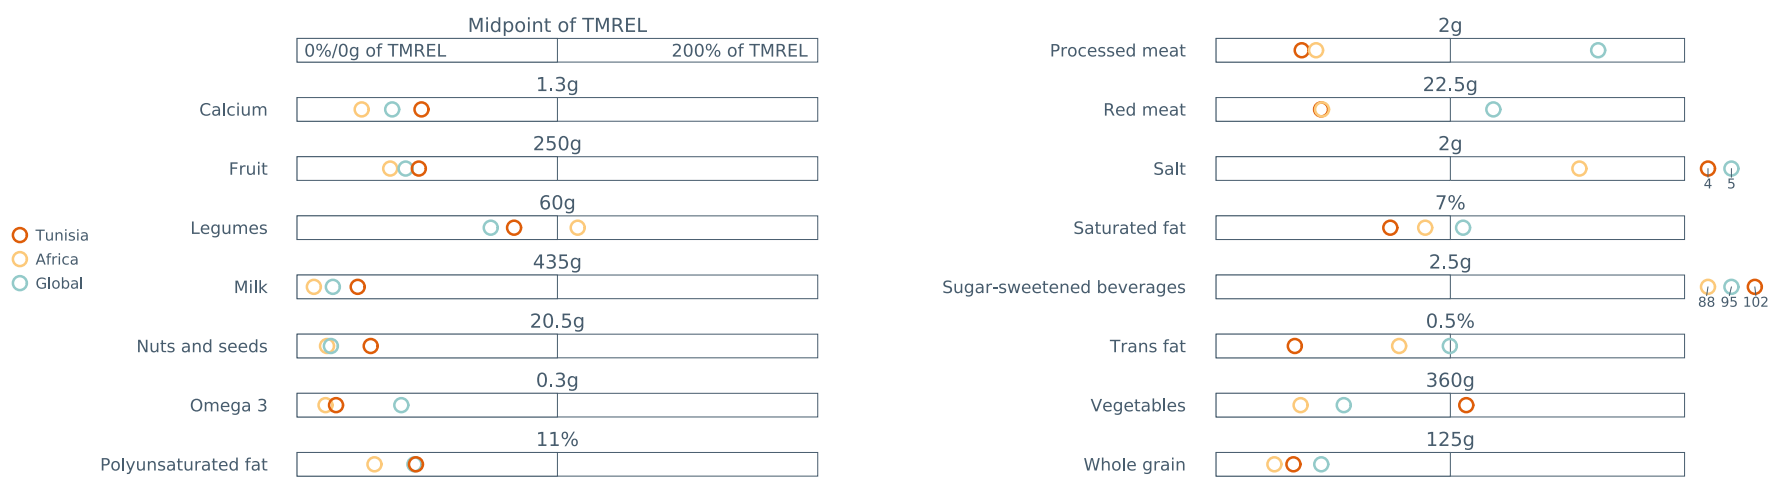 Midpoint of TMREL
0%/0g of TMREL 200% of TMREL
1.3g
Calcium
250g
Fruit
60g
Legumes
435g
Milk
20.5g
Nuts and seeds
0.3g
Omega 3
11%
Polyunsaturated fat
Tunisia
Africa
Global
2g
Processed meat
22.5g
Red meat
2g
Salt
4 5
7%
Saturated fat
2.5g
Sugar-sweetened beverages
88 95 102
0.5%
Trans fat
360g
Vegetables
125g
Whole grain